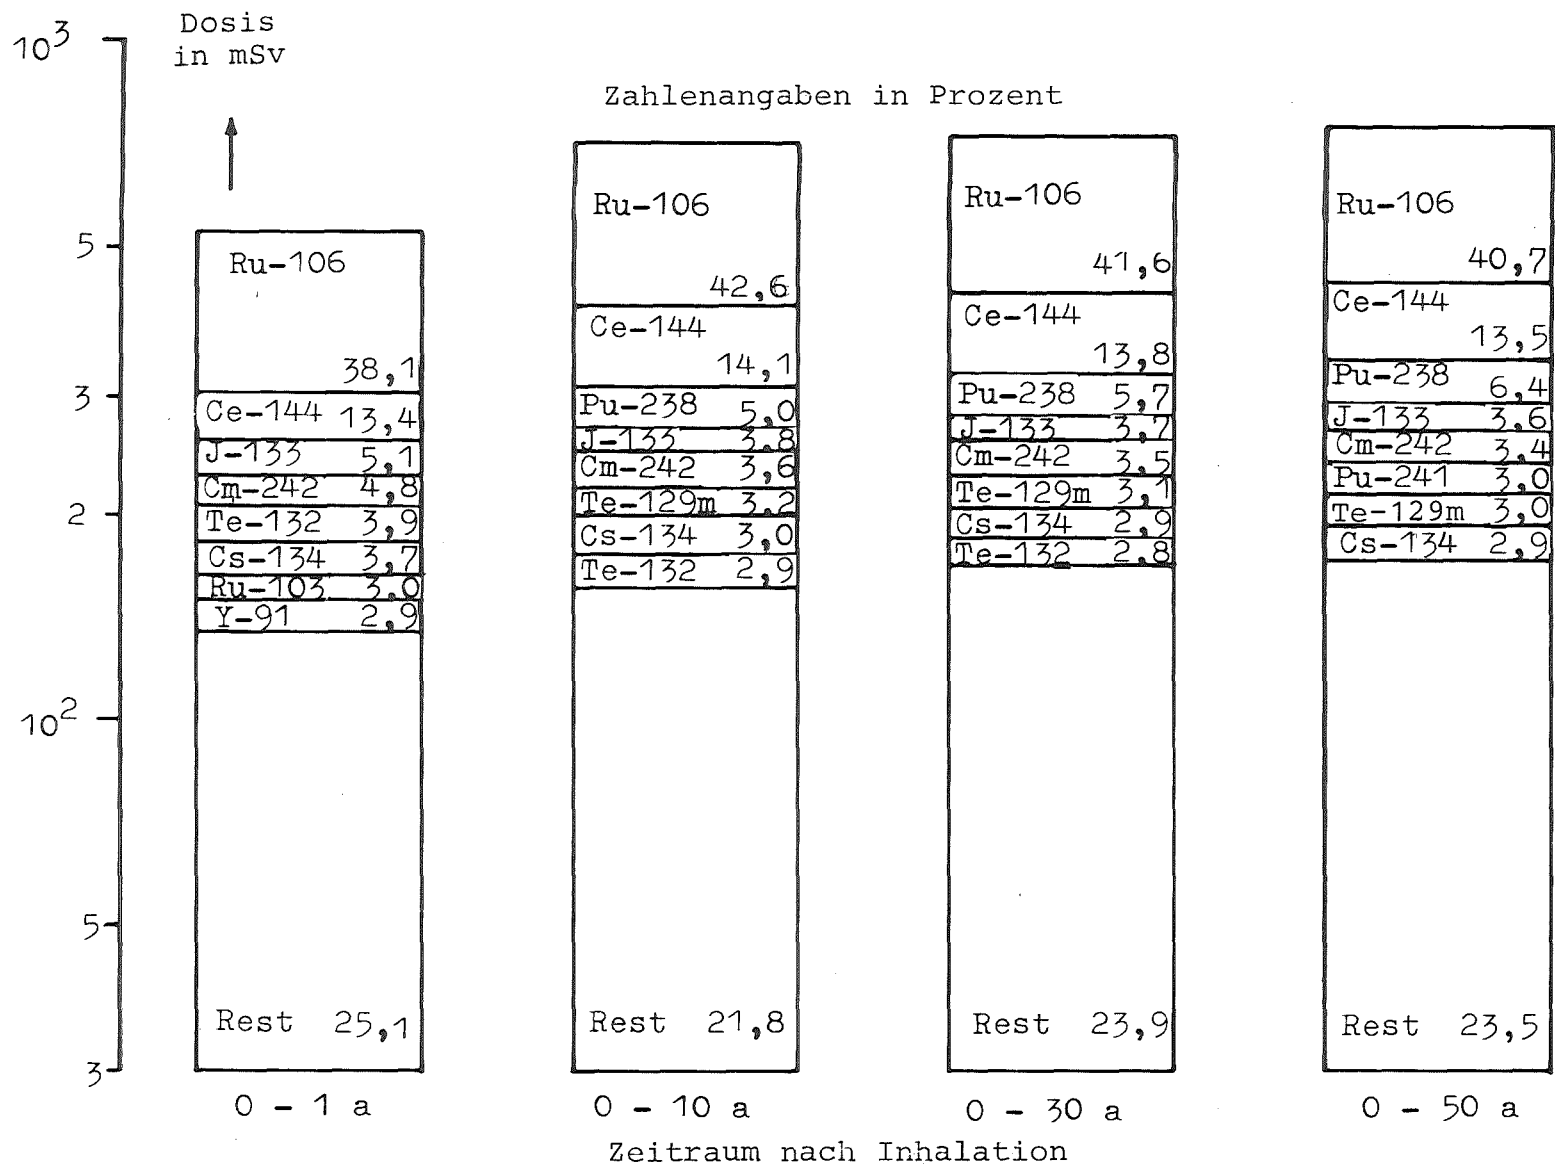 Dosis
in mSv
Zahlenangaben in Prozent
10³
5
3
2
10²
5
3
Ru-106
38,1
Ce-144 13,4
J-133 5,1
Cm-242 4,8
Te-132 3,9
Cs-134 3,7
Ru-103 3,0
Y-91 2,9
Rest 25,1
0 - 1 a
Ru-106
42,6
Ce-144
14,1
Pu-238 5,0
J-133 3,8
Cm-242 3,6
Te-129m 3,2
Cs-134 3,0
Te-132 2,9
Rest 21,8
0 - 10 a
Ru-106
41,6
Ce-144
13,8
Pu-238 5,7
J-133 3,7
Cm-242 3,5
Te-129m 3,1
Cs-134 2,9
Te-132 2,8
Rest 23,9
0 - 30 a
Ru-106
40,7
Ce-144
13,5
Pu-238 6,4
J-133 3,6
Cm-242 3,4
Pu-241 3,0
Te-129m 3,0
Cs-134 2,9
Rest 23,5
0 - 50 a
Zeitraum nach Inhalation